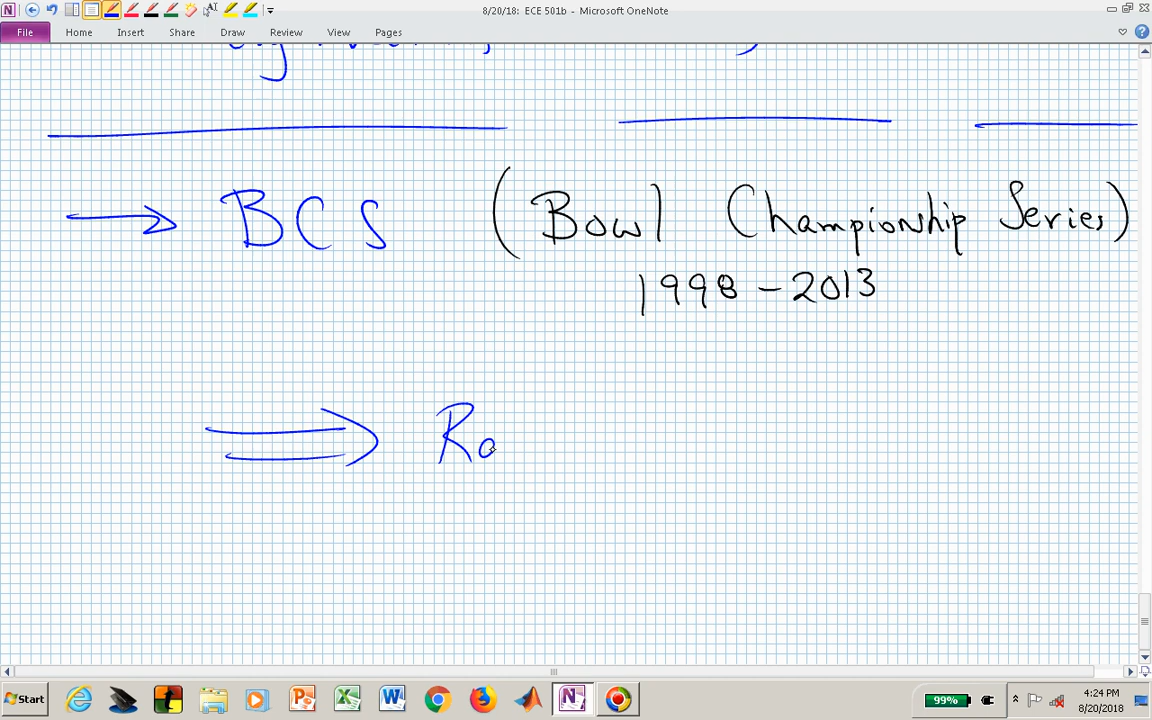 8/20/18: ECE 501b - Microsoft OneNote
File Home Insert Share Draw Review View Pages
→ BCS (Bowl Championship Series)
1998 - 2013
⇒ Ro
Start
99%
4:24 PM
8/20/2018